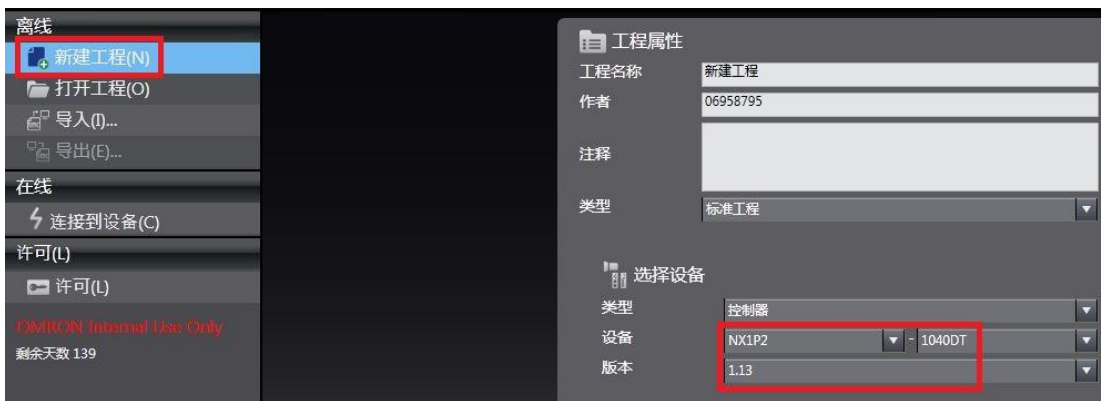 离线
新建工程(N)
打开工程(O)
导入(I)...
导出(E)...
在线
连接到设备(C)
许可(L)
许可(L)
OMRON Internal Use Only
剩余天数 139
工程属性
工程名称 新建工程
作者 06958795
注释
类型 标准工程
选择设备
类型 控制器
设备 NX1P2 - 1040DT
版本 1.13